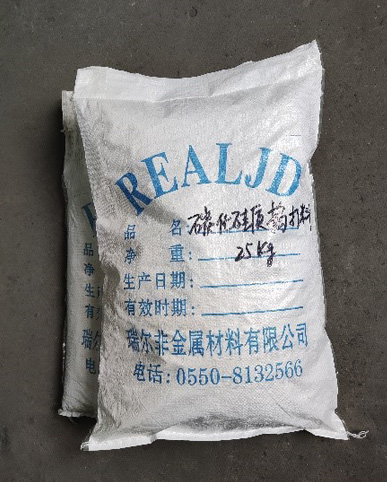 REALJD
品 名 碳化硅质捣打料
净 重: 25kg
生产日期:
有效时期:
瑞尔非金属材料有限公司
电话: 0550-8132566